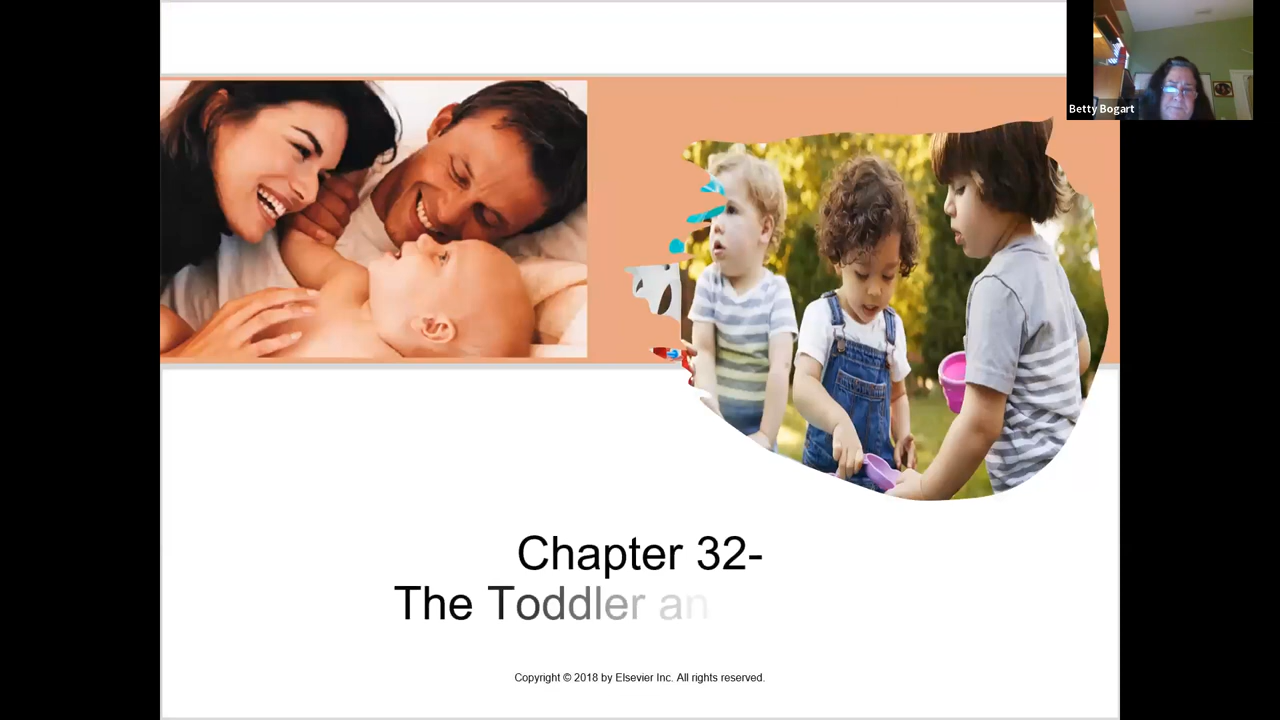 Betty Bogart
Chapter 32-
The Toddler an
Copyright © 2018 by Elsevier Inc. All rights reserved.